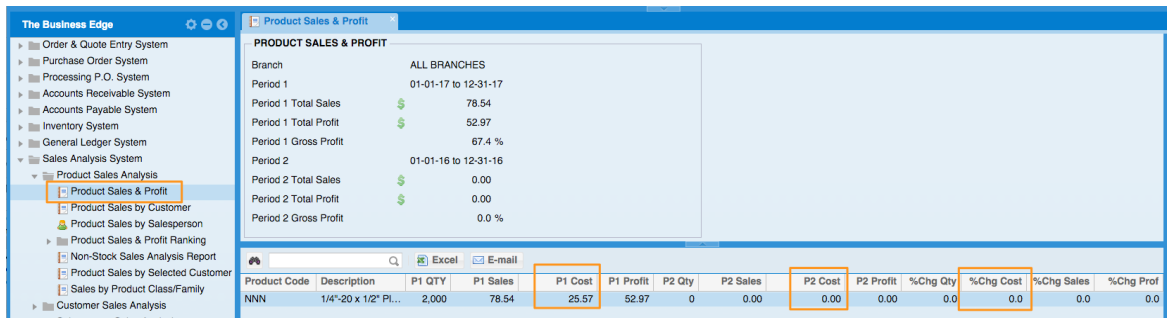 The Business Edge
Order & Quote Entry System
Purchase Order System
Processing P.O. System
Accounts Receivable System
Accounts Payable System
Inventory System
General Ledger System
Sales Analysis System
Product Sales Analysis
Product Sales & Profit
Product Sales by Customer
Product Sales by Salesperson
Product Sales & Profit Ranking
Non-Stock Sales Analysis Report
Product Sales by Selected Customer
Sales by Product Class/Family
Customer Sales Analysis
Product Sales & Profit
PRODUCT SALES & PROFIT
Branch ALL BRANCHES
Period 1 01-01-17 to 12-31-17
Period 1 Total Sales $ 78.54
Period 1 Total Profit $ 52.97
Period 1 Gross Profit 67.4 %
Period 2 01-01-16 to 12-31-16
Period 2 Total Sales $ 0.00
Period 2 Total Profit $ 0.00
Period 2 Gross Profit 0.0 %
Excel E-mail
Product Code Description P1 QTY P1 Sales P1 Cost P1 Profit P2 Qty P2 Sales P2 Cost P2 Profit %Chg Qty %Chg Cost %Chg Sales %Chg Prof
NNN 1/4"-20 x 1/2" Pl... 2,000 78.54 25.57 52.97 0 0.00 0.00 0.00 0.0 0.0 0.0 0.0